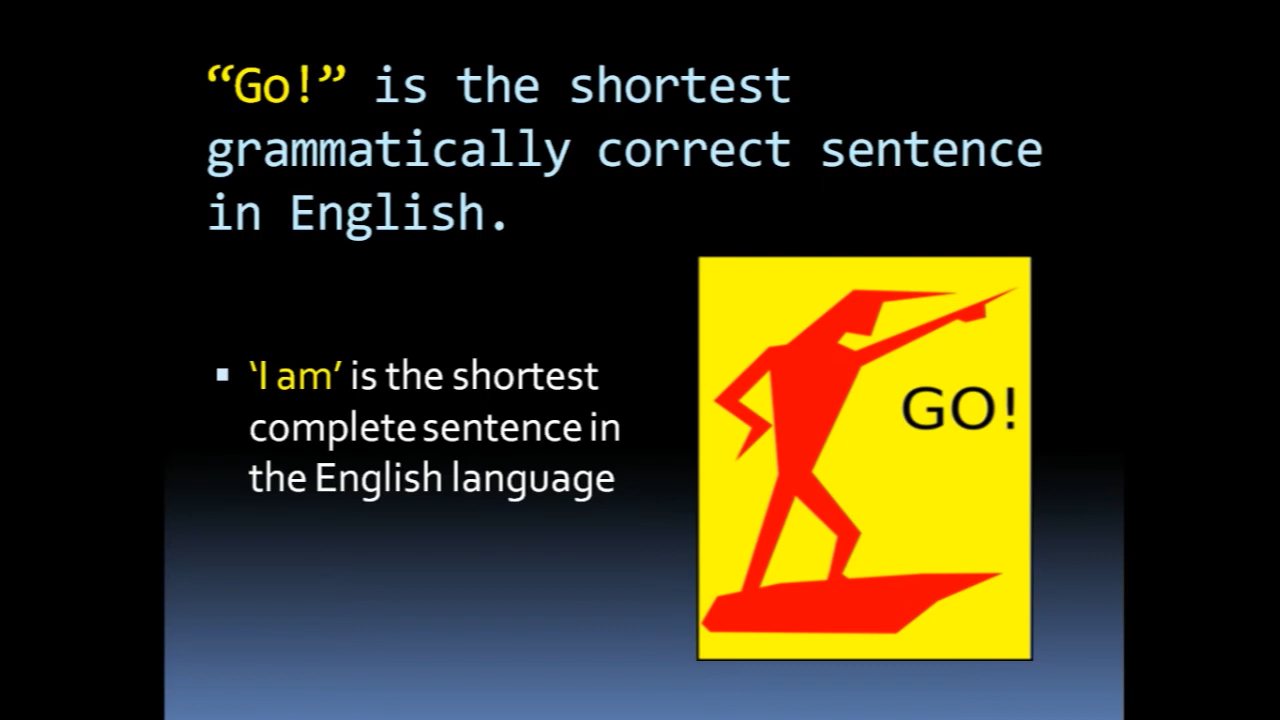 “Go!” is the shortest
grammatically correct sentence
in English.
‘I am’ is the shortest
complete sentence in
the English language
GO!